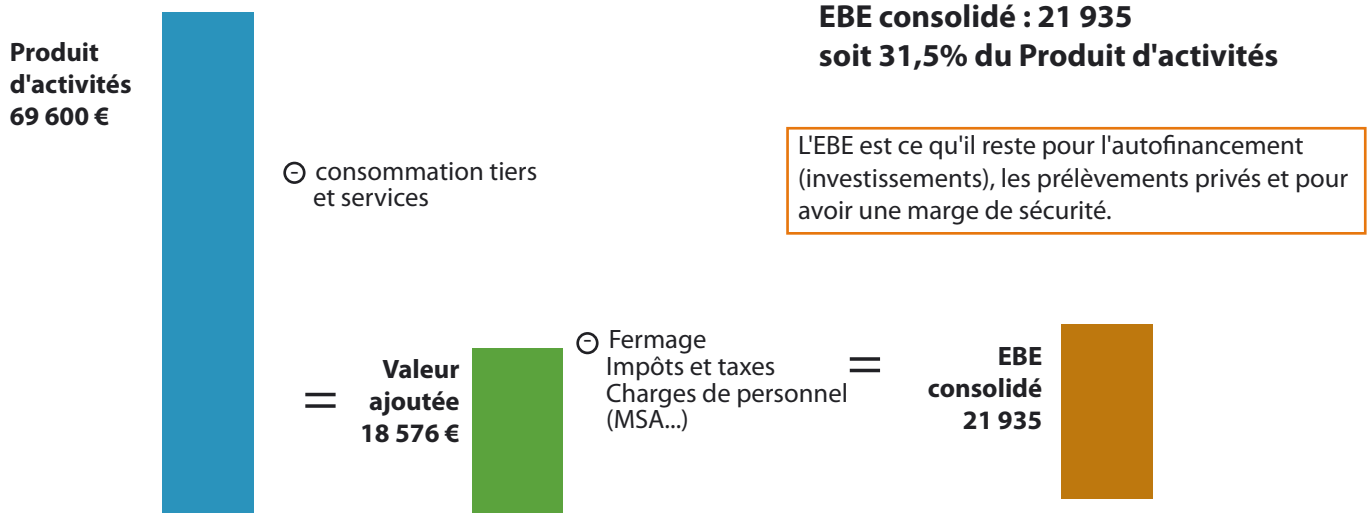 EBE consolidé : 21 935
soit 31,5% du Produit d'activités
Produit
d'activités
69 600 €
L'EBE est ce qu'il reste pour l'autofinancement
(investissements), les prélèvements privés et pour
avoir une marge de sécurité.
⊖ consommation tiers
et services
=
Valeur
ajoutée
18 576 €
⊖ Fermage
Impôts et taxes
Charges de personnel
(MSA...)
=
EBE
consolidé
21 935